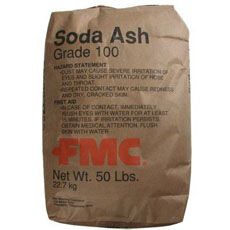 Soda Ash
Grade 100
HAZARD STATEMENT
• DUST MAY CAUSE SEVERE IRRITATION OF
EYES AND SLIGHT IRRITATION OF NOSE
AND THROAT.
• REPEATED CONTACT MAY CAUSE REDNESS
AND DRY, CRACKED SKIN.
FIRST AID
• IN CASE OF CONTACT, IMMEDIATELY
FLUSH EYES WITH WATER FOR AT LEAST
15 MINUTES. IF IRRITATION PERSISTS,
OBTAIN MEDICAL ATTENTION. FLUSH
SKIN WITH WATER.
FMC
Net Wt. 50 Lbs.
22.7 kg